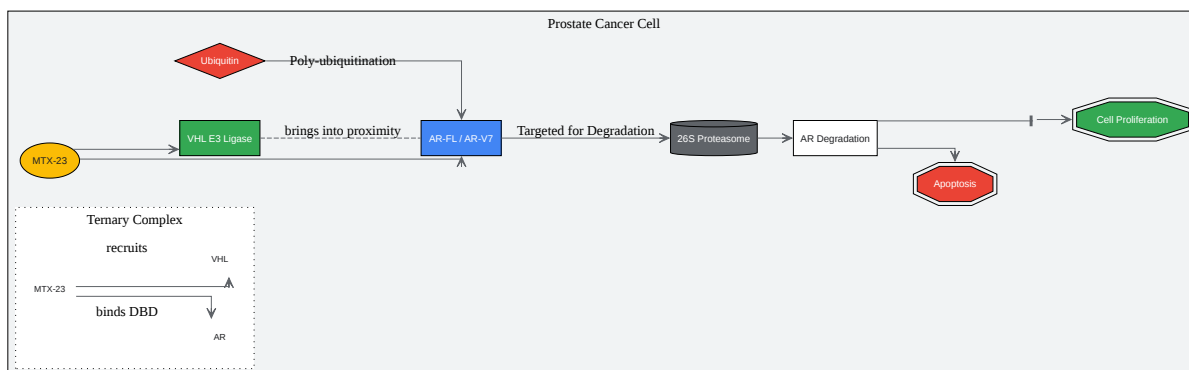 Prostate Cancer Cell
Ubiquitin
Poly-ubiquitination
VHL E3 Ligase
brings into proximity
AR-FL / AR-V7
Targeted for Degradation
26S Proteasome
AR Degradation
Cell Proliferation
MTX-23
Apoptosis
Ternary Complex
recruits
VHL
MTX-23
binds DBD
AR